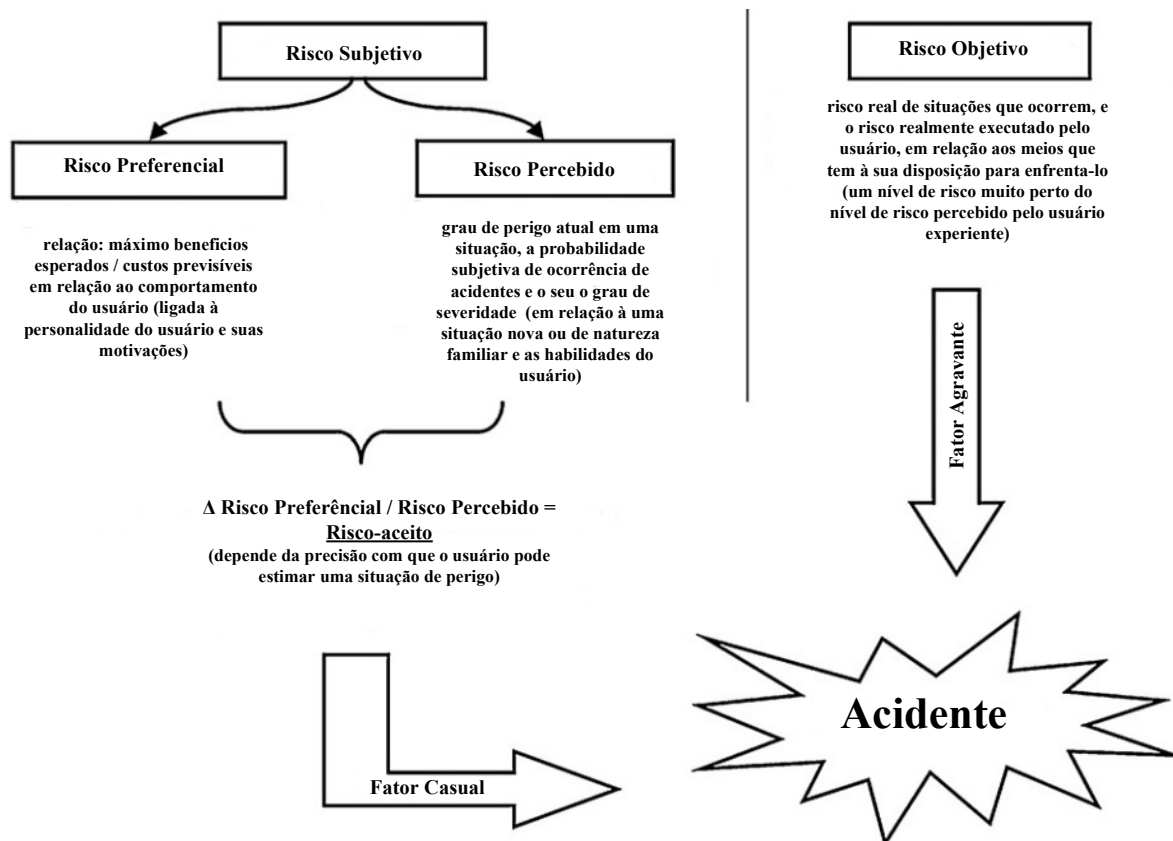 Risco Subjetivo
Risco Preferencial
relação: máximo beneficios
esperados / custos previsíveis
em relação ao comportamento
do usuário (ligada à
personalidade do usuário e suas
motivações)
Risco Percebido
grau de perigo atual em uma
situação, a probabilidade
subjetiva de ocorrência de
acidentes e o seu o grau de
severidade (em relação à uma
situação nova ou de natureza
familiar e as habilidades do
usuário)
Δ Risco Preferêncial / Risco Percebido =
Risco-aceito
(depende da precisão com que o usuário pode
estimar uma situação de perigo)
Fator Casual
Risco Objetivo
risco real de situações que ocorrem, e
o risco realmente executado pelo
usuário, em relação aos meios que
tem à sua disposição para enfrenta-lo
(um nível de risco muito perto do
nível de risco percebido pelo usuário
experiente)
Fator Agravante
Acidente